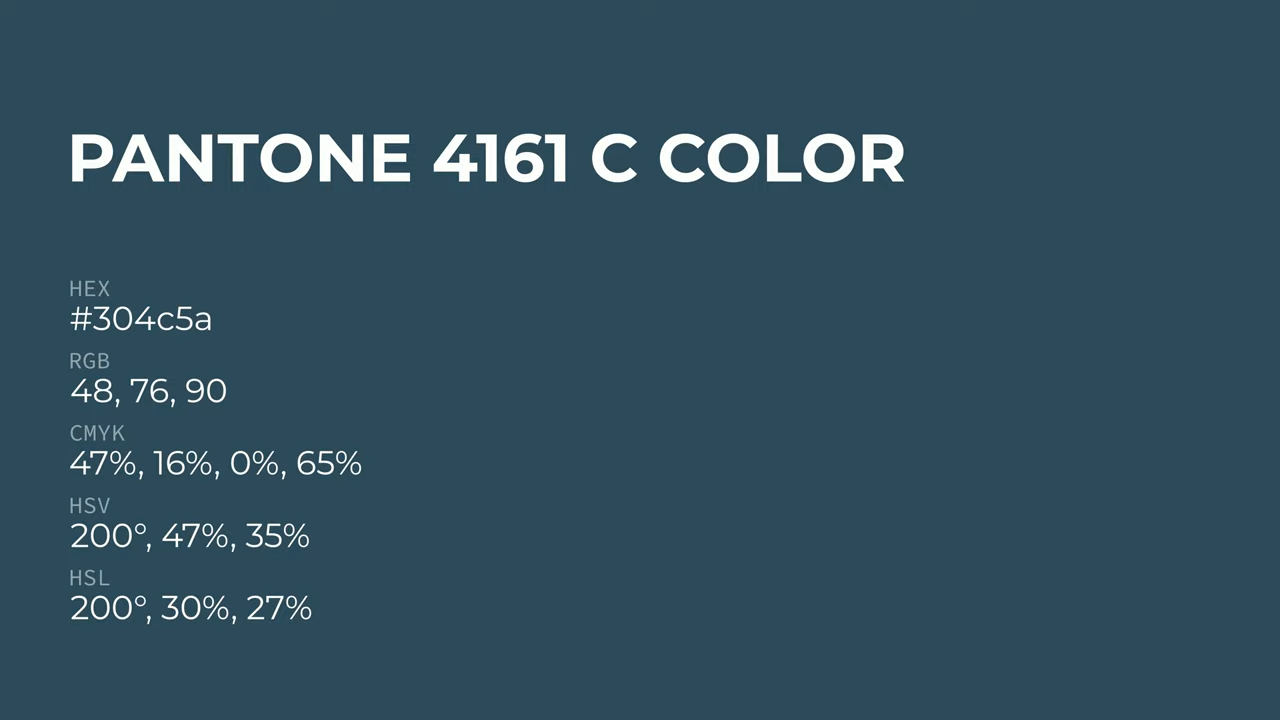 PANTONE 4161 C COLOR
HEX
#304c5a
RGB
48, 76, 90
CMYK
47%, 16%, 0%, 65%
HSV
200°, 47%, 35%
HSL
200°, 30%, 27%